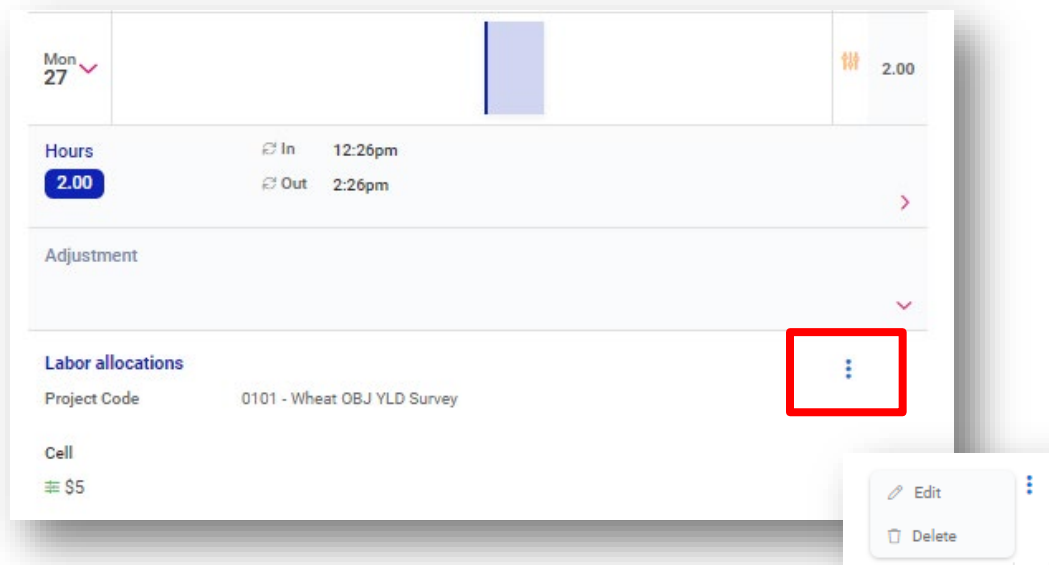 Mon
27
2.00
Hours In 12:26pm
2.00 Out 2:26pm
Adjustment
Labor allocations
Project Code 0101 - Wheat OBJ YLD Survey
Cell
$5
Edit
Delete